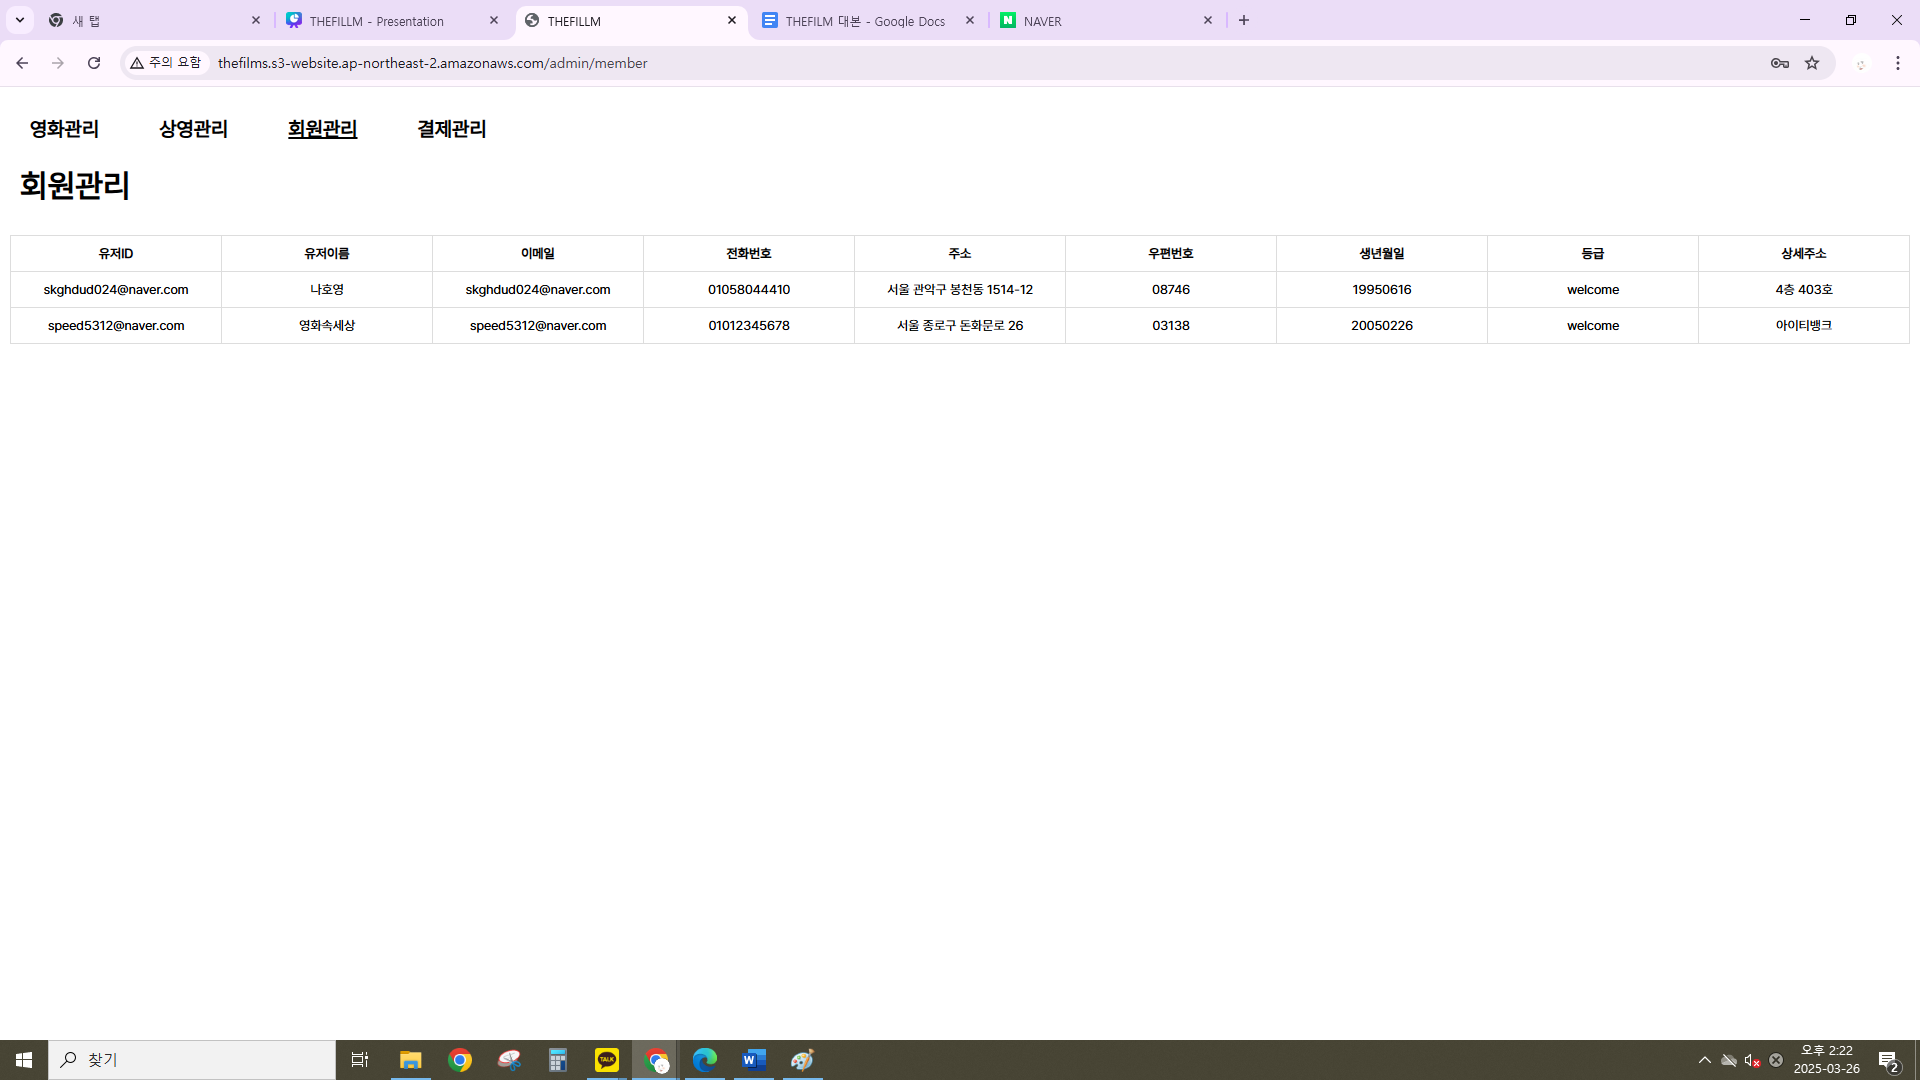 새 탭
THEFILLM - Presentation
THEFILLM
THEFILM 대본 - Google Docs
NAVER
주의 요함
thefilms.s3-website.ap-northeast-2.amazonaws.com/admin/member
영화관리 상영관리 회원관리 결제관리
회원관리
유저ID 유저이름 이메일 전화번호 주소 우편번호 생년월일 등급 상세주소
skghdud024@naver.com 나호영 skghdud024@naver.com 01058044410 서울 관악구 봉천동 1514-12 08746 19950616 welcome 4층 403호
speed5312@naver.com 영화속세상 speed5312@naver.com 01012345678 서울 종로구 돈화문로 26 03138 20050226 welcome 아이티뱅크
찾기
TALK
W
오후 2:22
2025-03-26
2